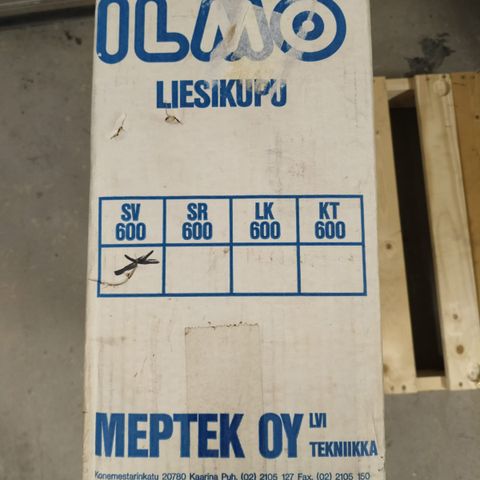 ILMO
LIESIKUPU
SV 600
SR 600
LK 600
KT 600
MEPTEK OY LVI TEKNIIKKA
Konemestarinkatu 20780 Kaarina Puh. (02) 2105 127 Fax. (02) 2105 150